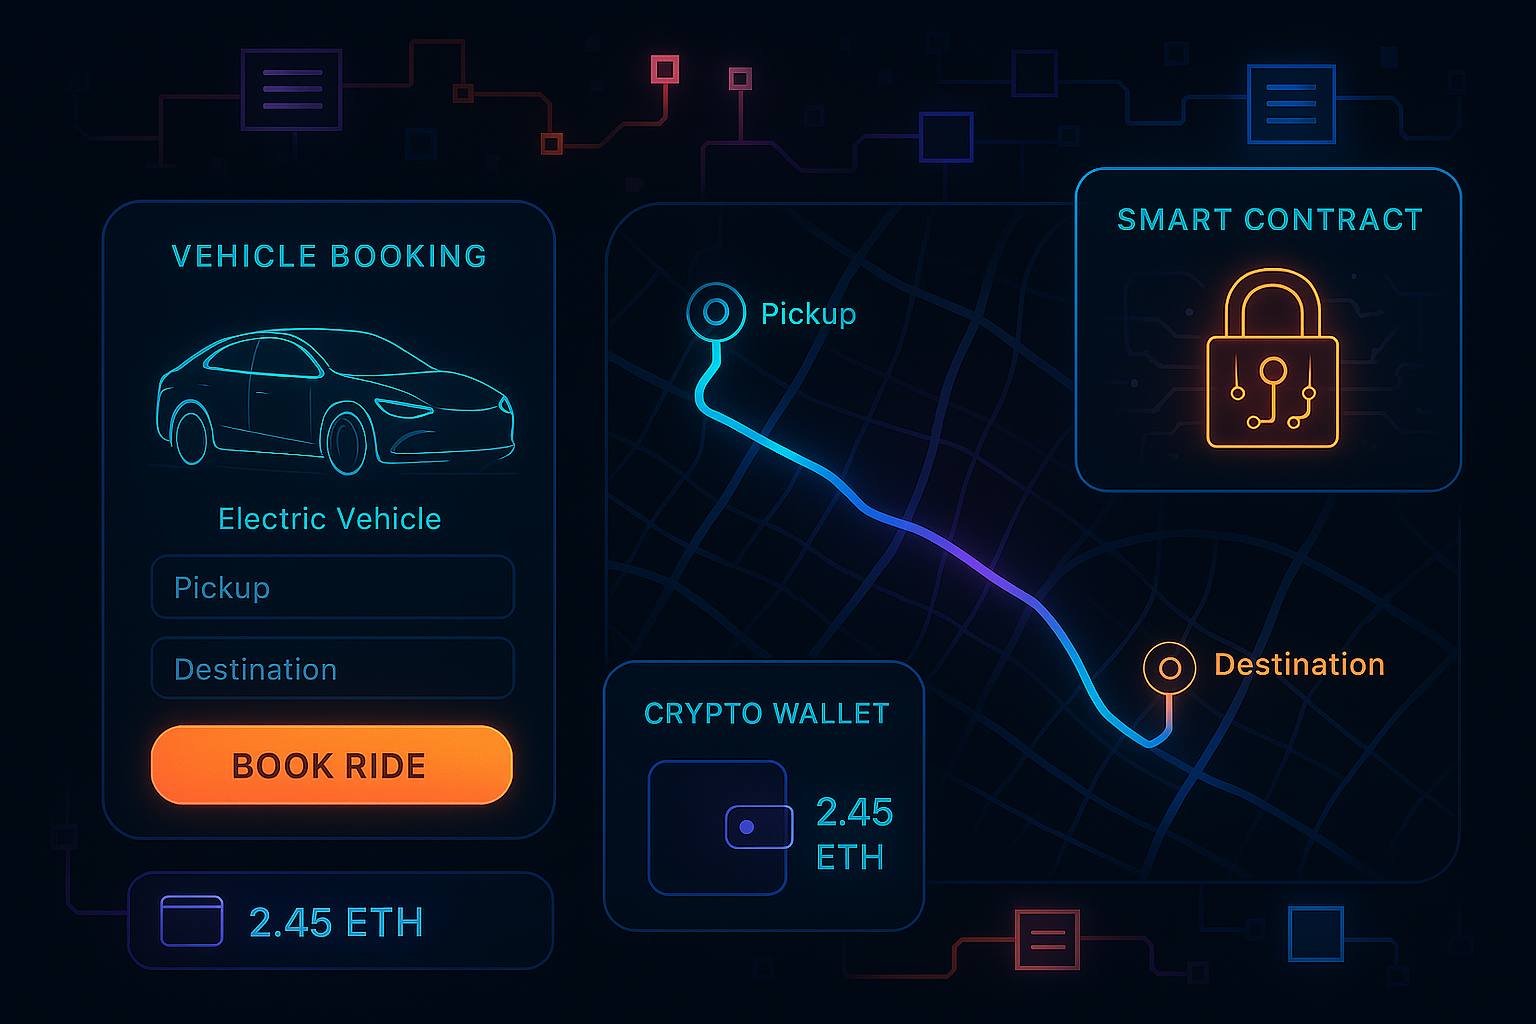 VEHICLE BOOKING
Electric Vehicle
Pickup
Destination
BOOK RIDE
2.45 ETH
Pickup
Destination
SMART CONTRACT
CRYPTO WALLET
2.45
ETH